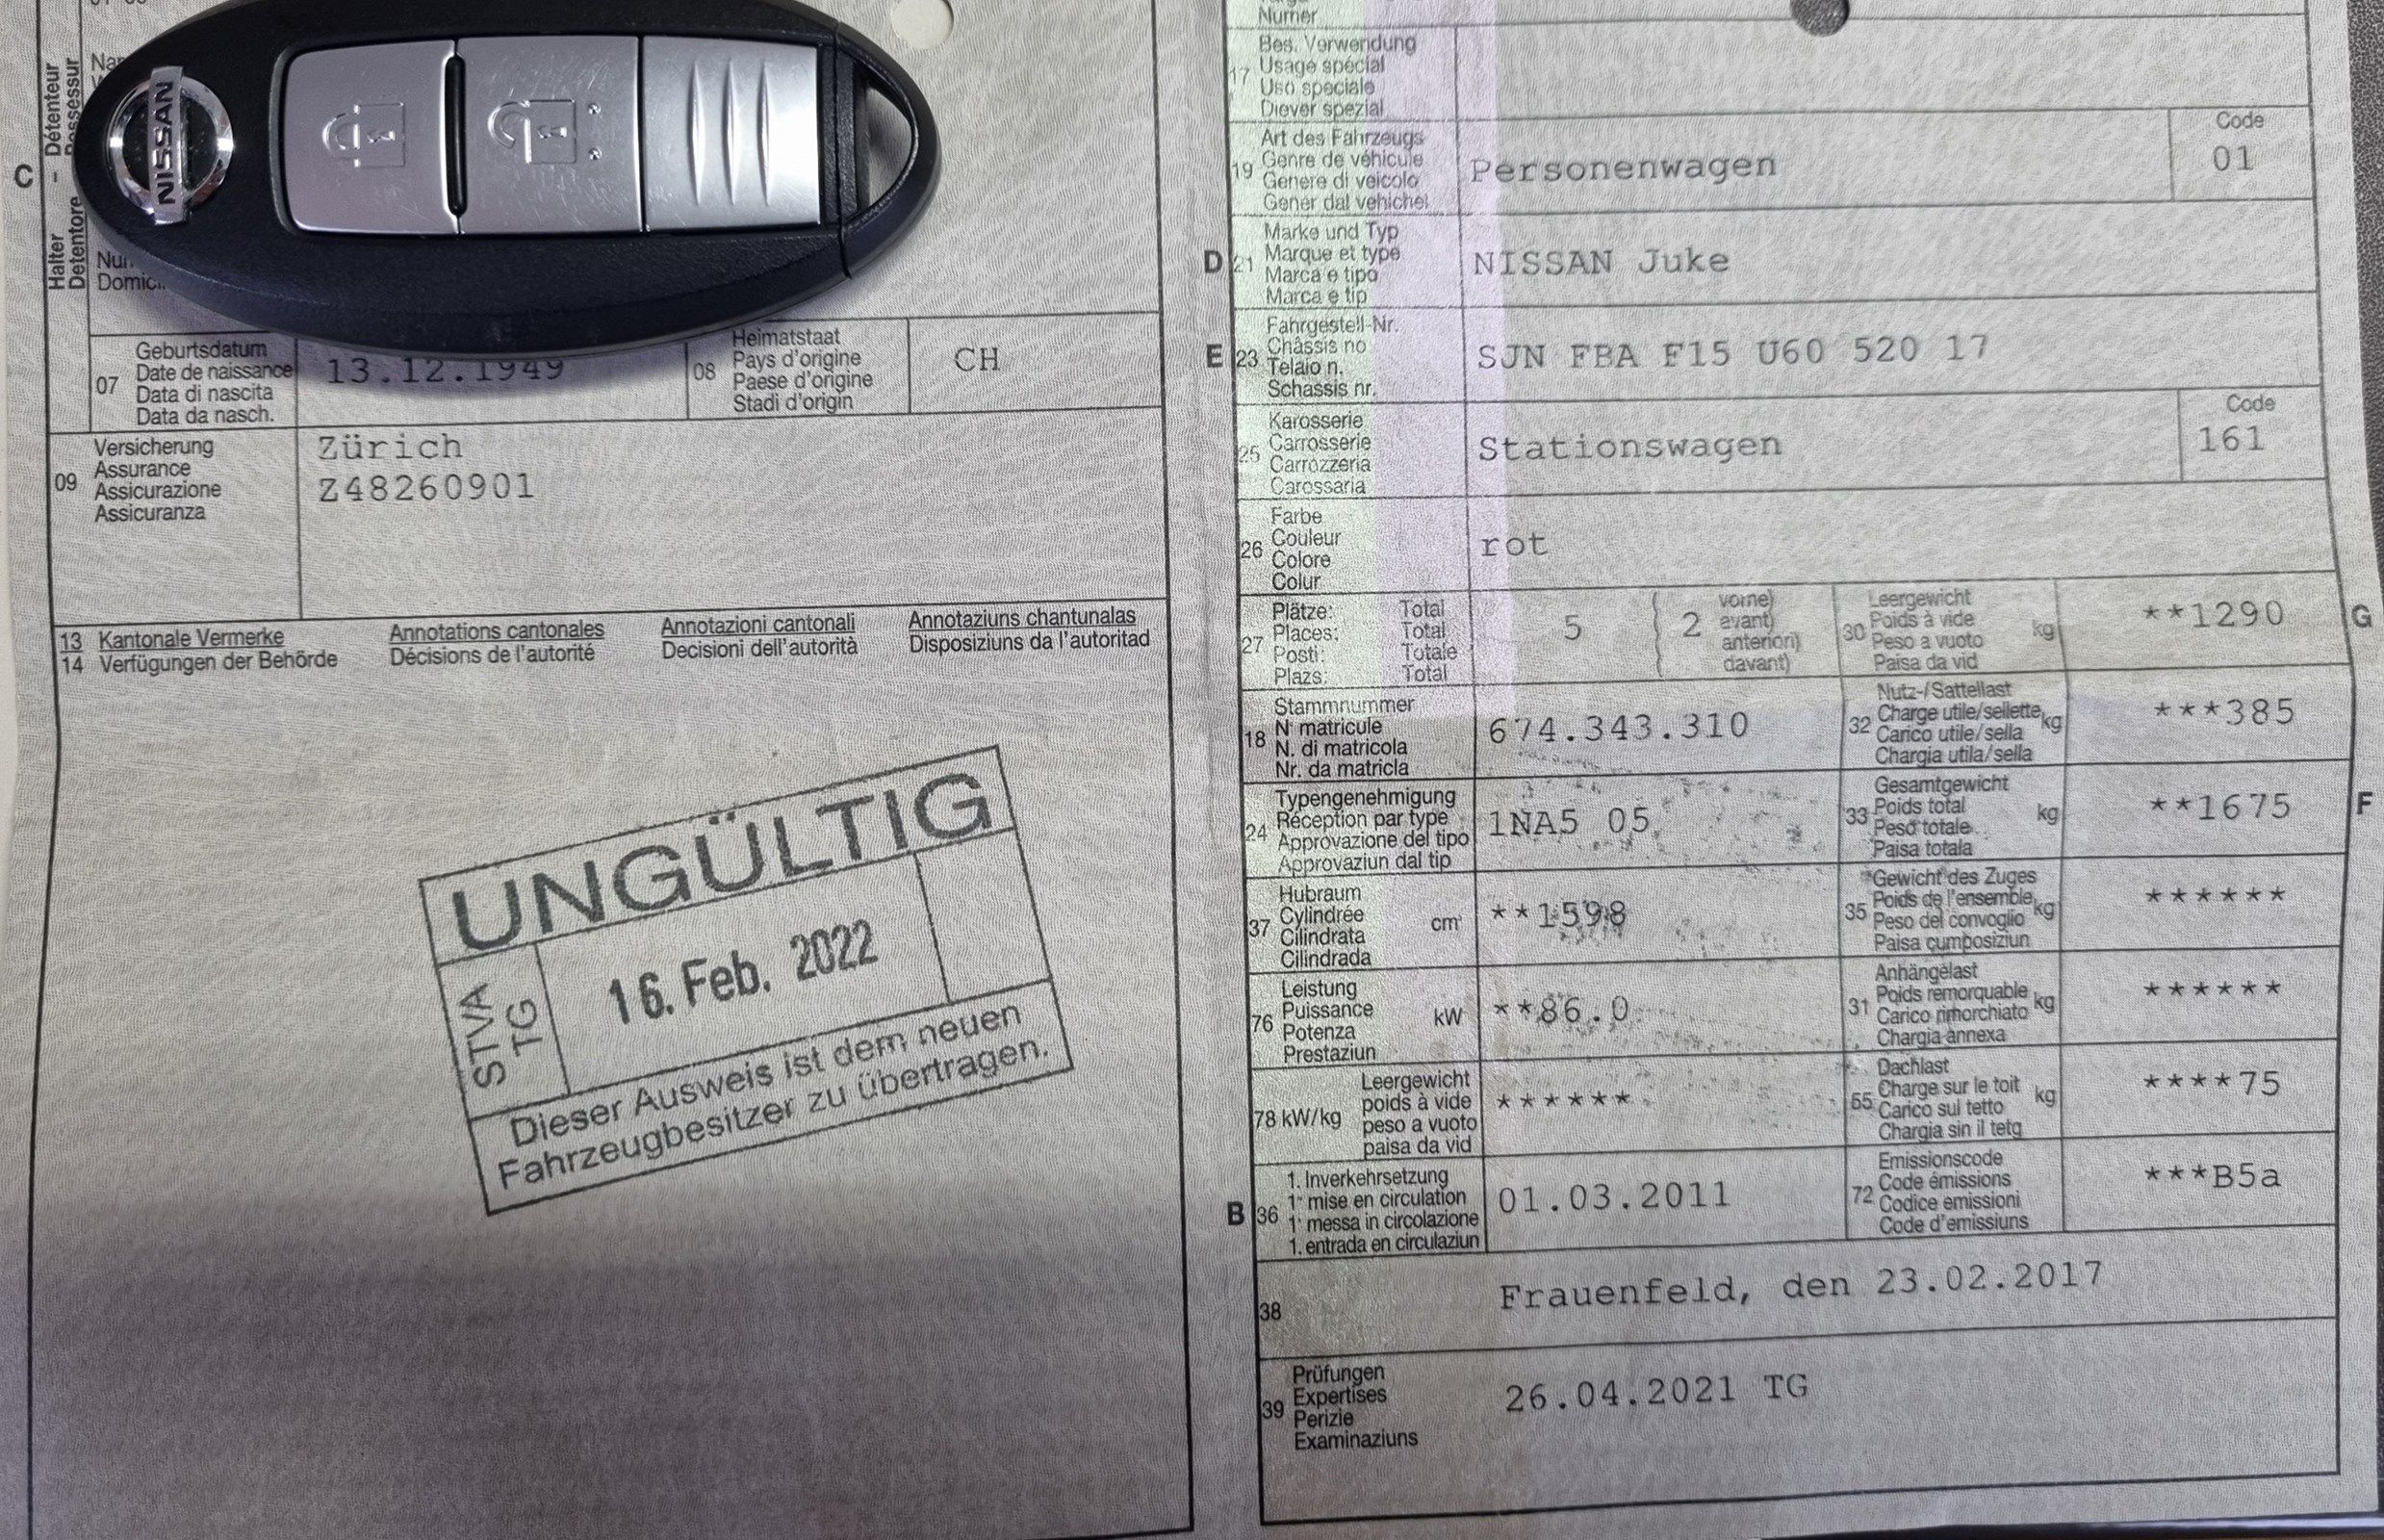 NISSAN
C
Halter - Détenteur
Detentore Possessur
Domic
07
Geburtsdatum
Date de naissance
Data di nascita
Data da nasch.
13.12.1949
08
Heimatstaat
Pays d'origine
Paese d'origine
Stadi d'origin
CH
09
Versicherung
Assurance
Assicurazione
Assicuranza
Zürich
Z48260901
13 Kantonale Vermerke Annotations cantonales Annotazioni cantonali Annotaziuns chantunalas
14 Verfügungen der Behörde Décisions de l'autorité Decisioni dell'autorità Disposiziuns da l'autoritad
UNGÜLTIG
STVA
TG
16. Feb. 2022
Dieser Ausweis ist dem neuen
Fahrzeugbesitzer zu übertragen.
Numer
17
Bes. Verwendung
Usage spécial
Uso speciale
Diever spezial
19
Art des Fahrzeugs
Genre de véhicule
Genere di veicolo
Gener dal vehichel
Personenwagen
Code
01
D
21
Marke und Typ
Marque et type
Marca e tipo
Marca e tip
NISSAN Juke
E
23
Fahrgestell-Nr.
Châssis no
Telaio n.
Schassis nr.
SJN FBA F15 U60 520 17
25
Karosserie
Carrosserie
Carrozzeria
Carossaria
Stationswagen
Code
161
26
Farbe
Couleur
Colore
Colur
rot
27
Plätze: Total
Places: Total
Posti: Totale
Plazs: Total
5
2
vorne)
avant)
anteriori)
davant)
30
Leergewicht
Poids à vide
Peso a vuoto
Paisa da vid
kg
**1290
G
18
Stammnummer
N° matricule
N. di matricola
Nr. da matricla
674.343.310
32
Nutz-/Sattellast
Charge utile/sellette
Carico utile/sella
Chargia utila/sella
kg
***385
24
Typengenehmigung
Réception par type
Approvazione del tipo
Approvaziun dal tip
1NA5 05
33
Gesamtgewicht
Poids total
Peso totale
Paisa totala
kg
**1675
F
37
Hubraum
Cylindrée
Cilindrata
Cilindrada
cm³
**1598
35
Gewicht des Zuges
Poids de l'ensemble
Peso del convoglio
Paisa cumposiziun
kg
******
76
Leistung
Puissance
Potenza
Prestaziun
kW
**86.0
31
Anhängelast
Poids remorquable
Carico rimorchiato
Chargia annexa
kg
******
78 kW/kg
Leergewicht
poids à vide
peso a vuoto
paisa da vid
******
55
Dachlast
Charge sur le toit
Carico sul tetto
Chargia sin il tetg
kg
****75
B
36
1. Inverkehrsetzung
1re mise en circulation
1a messa in circolazione
1. entrada en circulaziun
01.03.2011
72
Emissionscode
Code émissions
Codice emissioni
Code d'emissiuns
***B5a
38
Frauenfeld, den 23.02.2017
39
Prüfungen
Expertises
Perizie
Examinaziuns
26.04.2021 TG